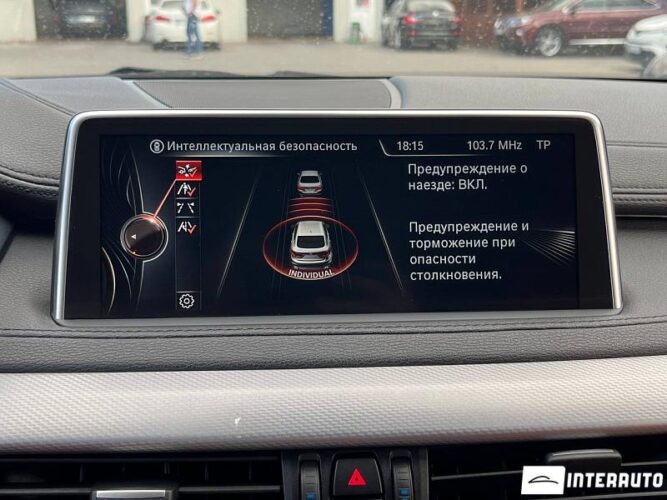 Интеллектуальная безопасность
18:15
103.7 MHz
TP
Предупреждение о
наезде: ВКЛ.
Предупреждение и
торможение при
опасности
столкновения.
INDIVIDUAL
INTERAUTO